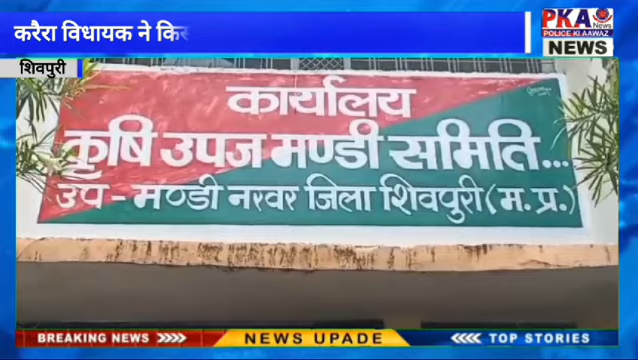 करैरा विधायक ने
PKA
POLICE KI AAWAZ
NEWS
शिवपुरी
कार्यालय
कृषि उपज मण्डी समिति...
उप - मण्डी नरवर जिला शिवपुरी (म. प्र.)
PKA NEWS
BREAKING NEWS
NEWS UPADE
TOP STORIES